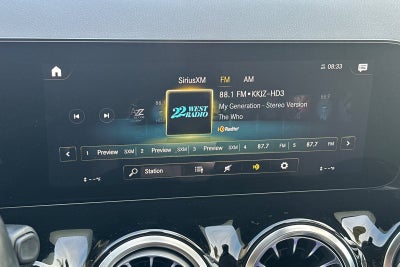 08:33
SiriusXM FM AM
88.1 FM • KKJZ-HD3
My Generation - Stereo Version
The Who
HD Radio
22 WEST
RADIO
1 Preview SXM 2 Preview SXM 3 Preview SXM 4 87.7 FM 5 87.7 FM
Station
--°F
--°F